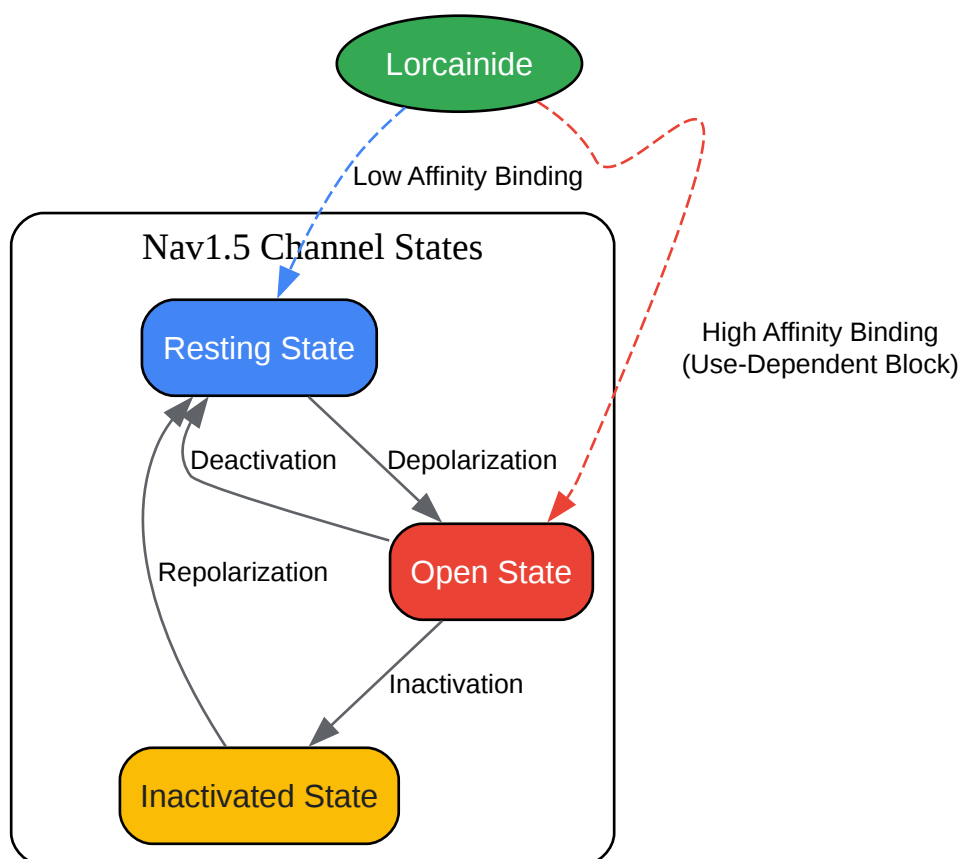 Lorcainide
Low Affinity Binding
Nav1.5 Channel States
High Affinity Binding
(Use-Dependent Block)
Resting State
Deactivation
Depolarization
Repolarization
Open State
Inactivation
Inactivated State